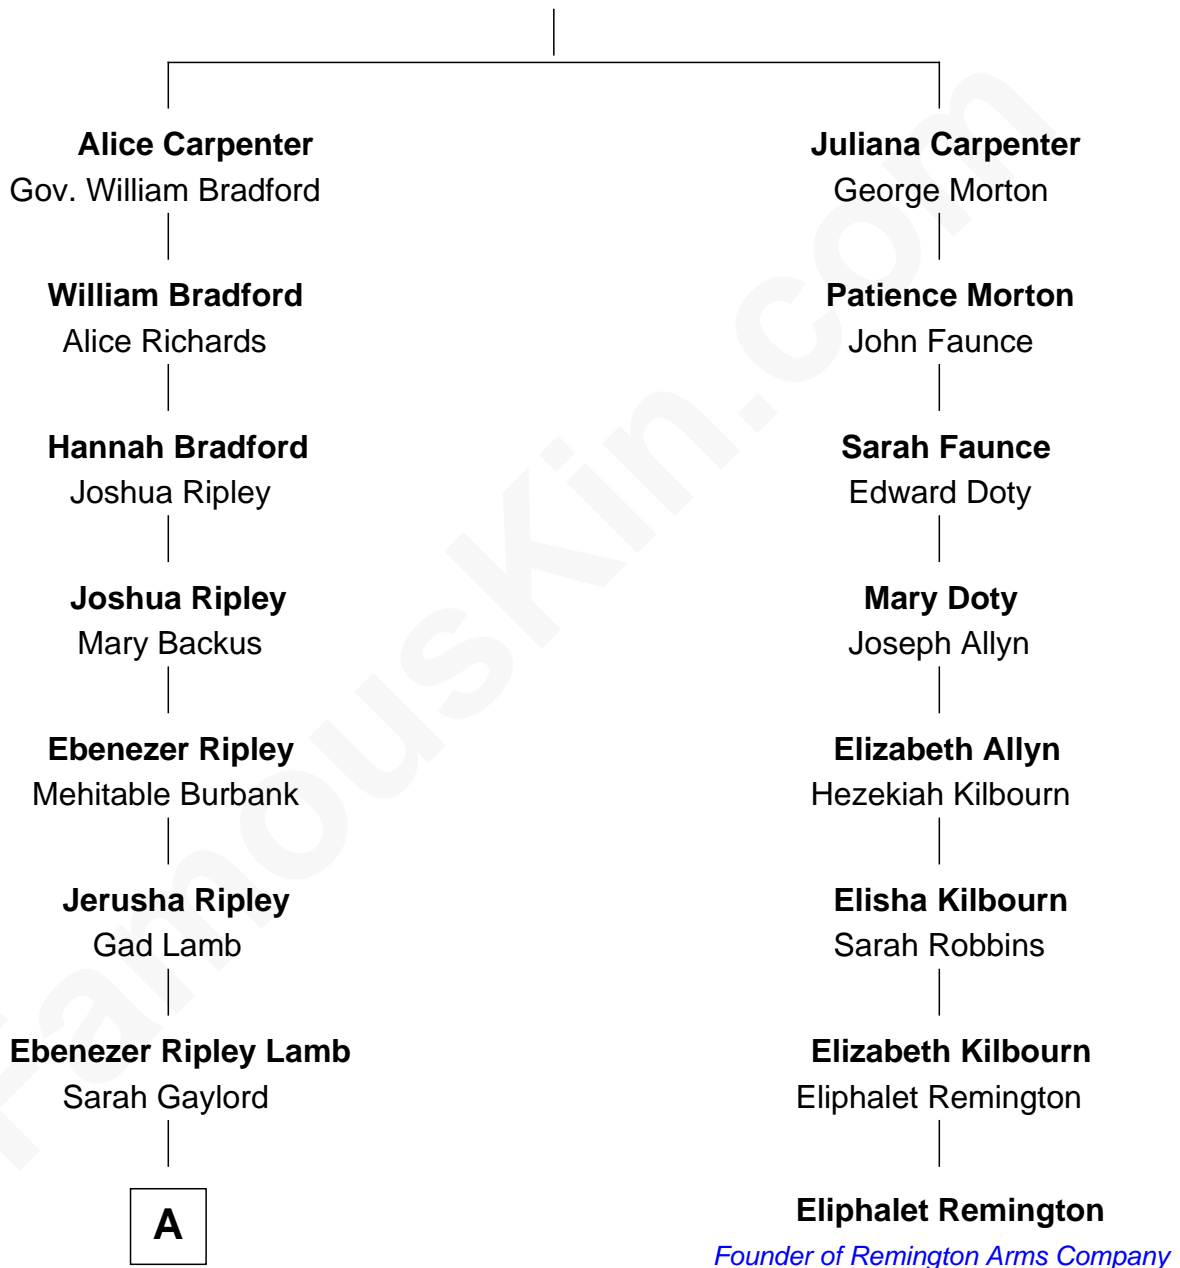 Alice Carpenter
Gov. William Bradford
William Bradford
Alice Richards
Hannah Bradford
Joshua Ripley
Joshua Ripley
Mary Backus
Ebenezer Ripley
Mehitable Burbank
Jerusha Ripley
Gad Lamb
Ebenezer Ripley Lamb
Sarah Gaylord
A
Juliana Carpenter
George Morton
Patience Morton
John Faunce
Sarah Faunce
Edward Doty
Mary Doty
Joseph Allyn
Elizabeth Allyn
Hezekiah Kilbourn
Elisha Kilbourn
Sarah Robbins
Elizabeth Kilbourn
Eliphalet Remington
Eliphalet Remington
Founder of Remington Arms Company
FamousKin.com